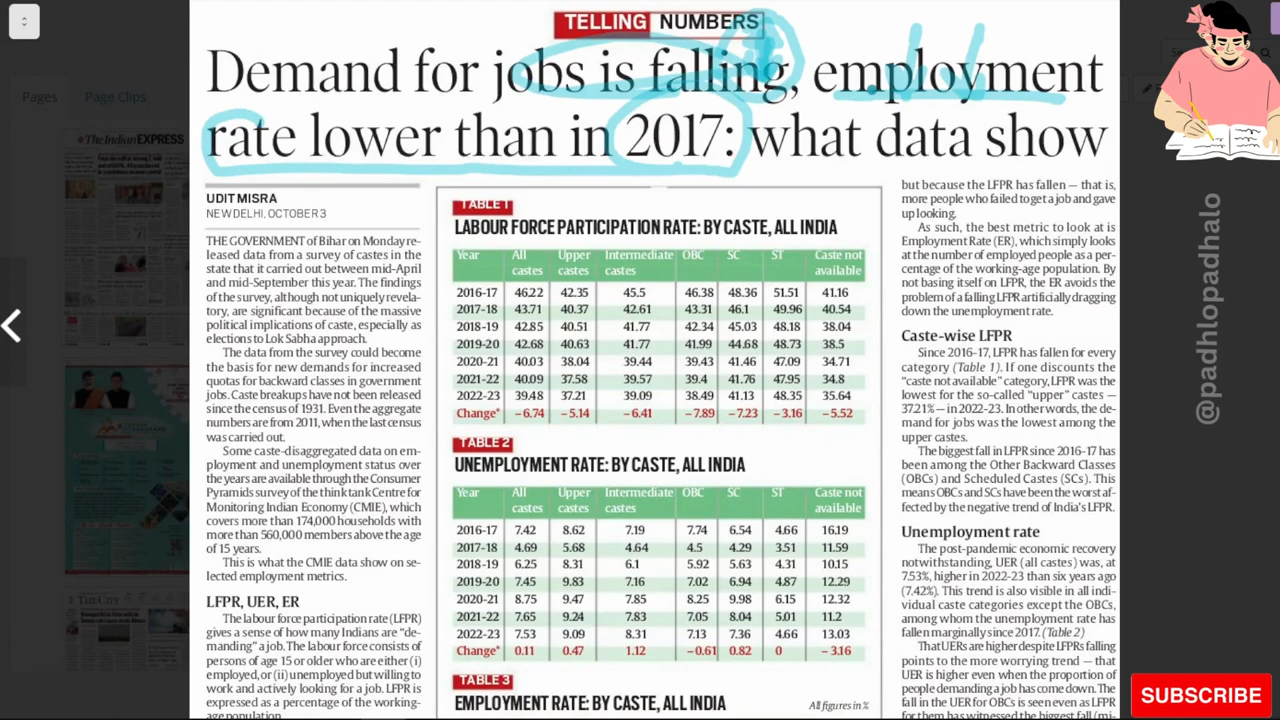 TELLING NUMBERS
Demand for jobs is falling, employment
rate lower than in 2017: what data show
Pages
Page Clips
The Indian EXPRESS
THE CITY
UDIT MISRA
NEW DELHI, OCTOBER 3
THE GOVERNMENT of Bihar on Monday re-
leased data from a survey of castes in the
state that it carried out between mid-April
and mid-September this year. The findings
of the survey, although not uniquely revela-
tory, are significant because of the massive
political implications of caste, especially as
elections to Lok Sabha approach.
The data from the survey could become
the basis for new demands for increased
quotas for backward classes in government
jobs. Caste breakups have not been released
since the census of 1931. Even the aggregate
numbers are from 2011, when the last census
was carried out.
Some caste-disaggregated data on em-
ployment and unemployment status over
the years are available through the Consumer
Pyramids survey of the think tank Centre for
Monitoring Indian Economy (CMIE), which
covers more than 174,000 households with
more than 560,000 members above the age
of 15 years.
This is what the CMIE data show on se-
lected employment metrics.
LFPR, UER, ER
The labour force participation rate (LFPR)
gives a sense of how many Indians are “de-
manding” a job. The labour force consists of
persons of age 15 or older who are either (i)
employed, or (ii) unemployed but willing to
work and actively looking for a job. LFPR is
expressed as a percentage of the working-
age population.
TABLE 1
LABOUR FORCE PARTICIPATION RATE: BY CASTE, ALL INDIA
Year All castes Upper castes Intermediate castes OBC SC ST Caste not available
2016-17 46.22 42.35 45.5 46.38 48.36 51.51 41.16
2017-18 43.71 40.37 42.61 43.31 46.1 49.96 40.54
2018-19 42.85 40.51 41.77 42.34 45.03 48.18 38.04
2019-20 42.68 40.63 41.77 41.99 44.68 48.73 38.5
2020-21 40.03 38.04 39.44 39.43 41.46 47.09 34.71
2021-22 40.09 37.58 39.57 39.4 41.76 47.95 34.8
2022-23 39.48 37.21 39.09 38.49 41.13 48.35 35.64
Change* −6.74 −5.14 −6.41 −7.89 −7.23 −3.16 −5.52
TABLE 2
UNEMPLOYMENT RATE: BY CASTE, ALL INDIA
Year All castes Upper castes Intermediate castes OBC SC ST Caste not available
2016-17 7.42 8.62 7.19 7.74 6.54 4.66 16.19
2017-18 4.69 5.68 4.64 4.5 4.29 3.51 11.59
2018-19 6.25 8.31 6.1 5.92 5.63 4.31 10.15
2019-20 7.45 9.83 7.16 7.02 6.94 4.87 12.29
2020-21 8.75 9.47 7.85 8.25 9.98 6.15 12.32
2021-22 7.65 9.24 7.83 7.05 8.04 5.01 11.2
2022-23 7.53 9.09 8.31 7.13 7.36 4.66 13.03
Change* 0.11 0.47 1.12 −0.61 0.82 0 −3.16
TABLE 3
EMPLOYMENT RATE: BY CASTE, ALL INDIA All figures in %
but because the LFPR has fallen — that is,
more people who failed to get a job and gave
up looking.
As such, the best metric to look at is
Employment Rate (ER), which simply looks
at the number of employed people as a per-
centage of the working-age population. By
not basing itself on LFPR, the ER avoids the
problem of a falling LFPR artificially dragging
down the unemployment rate.
Caste-wise LFPR
Since 2016-17, LFPR has fallen for every
category (Table 1). If one discounts the
“caste not available” category, LFPR was the
lowest for the so-called “upper” castes —
37.21% — in 2022-23. In other words, the de-
mand for jobs was the lowest among the
upper castes.
The biggest fall in LFPR since 2016-17 has
been among the Other Backward Classes
(OBCs) and Scheduled Castes (SCs). This
means OBCs and SCs have been the worst af-
fected by the negative trend of India’s LFPR.
Unemployment rate
The post-pandemic economic recovery
notwithstanding, UER (all castes) was, at
7.53%, higher in 2022-23 than six years ago
(7.42%). This trend is also visible in all indi-
vidual caste categories except the OBCs,
among whom the unemployment rate has
fallen marginally since 2017. (Table 2)
That UERs are higher despite LFPRs falling
points to the more worrying trend — that
UER is higher even when the proportion of
people demanding a job has come down. The
fall in the UER for OBCs is seen even as LFPR
for them has witnessed the biggest fall (mi-
@padhlopadhalo
SUBSCRIBE